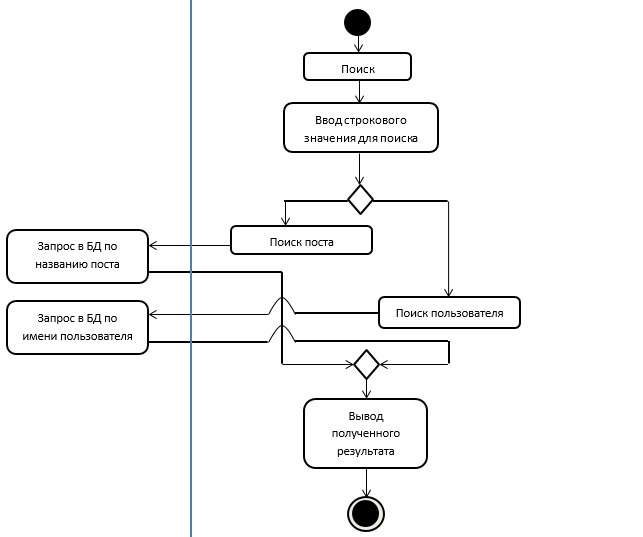 Поиск
Ввод строкового
значения для поиска
Поиск поста
Запрос в БД по
названию поста
Поиск пользователя
Запрос в БД по
имени пользователя
Вывод
полученного
результата